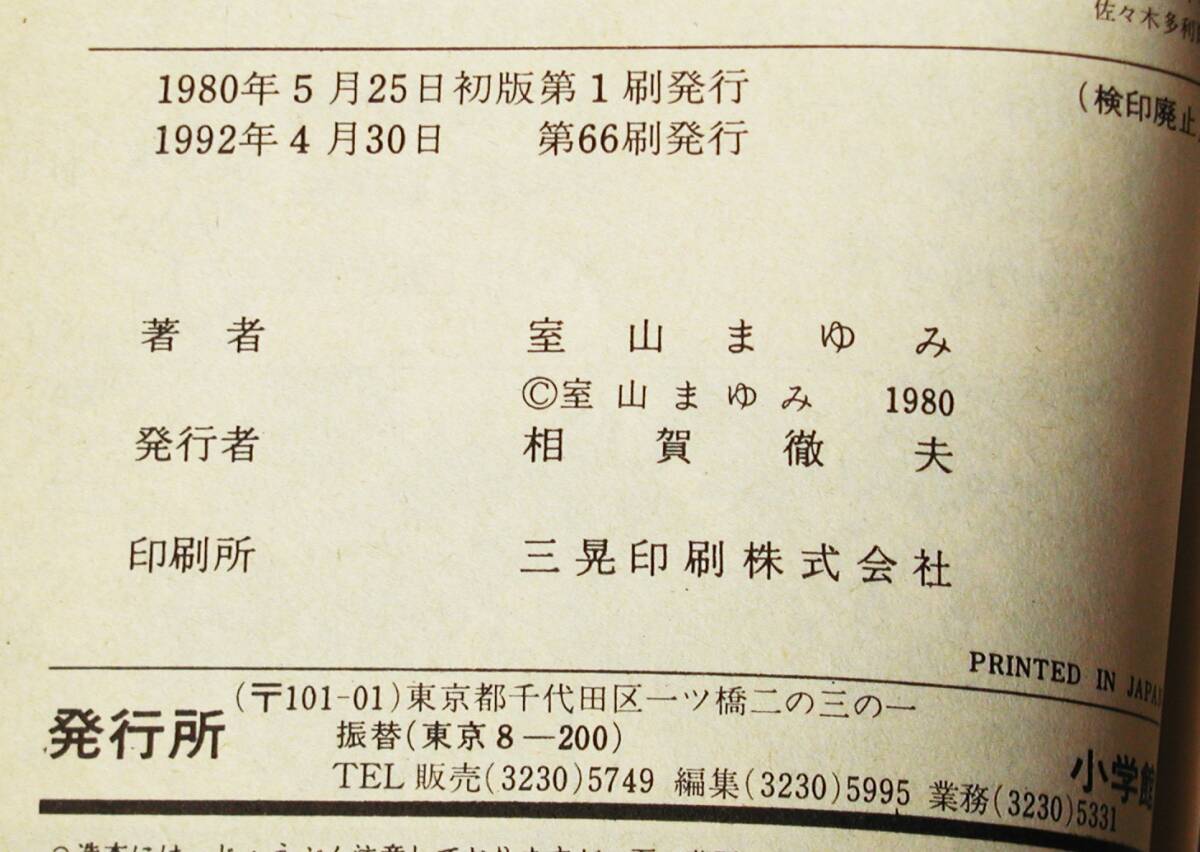 佐々木多利
1980年5月25日初版第1刷発行
(検印廃止
1992年4月30日 第66刷発行
著者 室山まゆみ
©室山まゆみ 1980
発行者 相賀徹夫
印刷所 三晃印刷株式会社
PRINTED IN JAPAN
発行所 (〒101-01)東京都千代田区一ツ橋二の三の一
振替(東京8—200)
小学館
TEL 販売(3230)5749 編集(3230)5995 業務(3230)5331